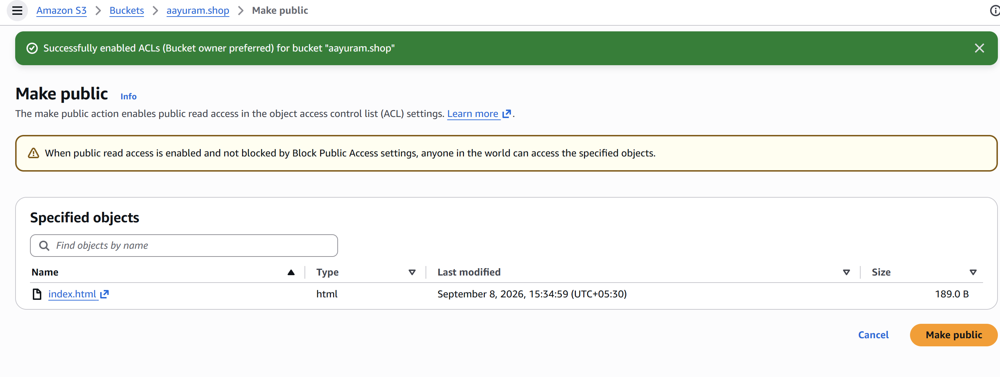 Amazon S3 > Buckets > aayuram.shop > Make public
Successfully enabled ACLs (Bucket owner preferred) for bucket "aayuram.shop"
Make public Info
The make public action enables public read access in the object access control list (ACL) settings. Learn more.
When public read access is enabled and not blocked by Block Public Access settings, anyone in the world can access the specified objects.
Specified objects
Find objects by name
Name Type Last modified Size
index.html html September 8, 2026, 15:34:59 (UTC+05:30) 189.0 B
Cancel Make public